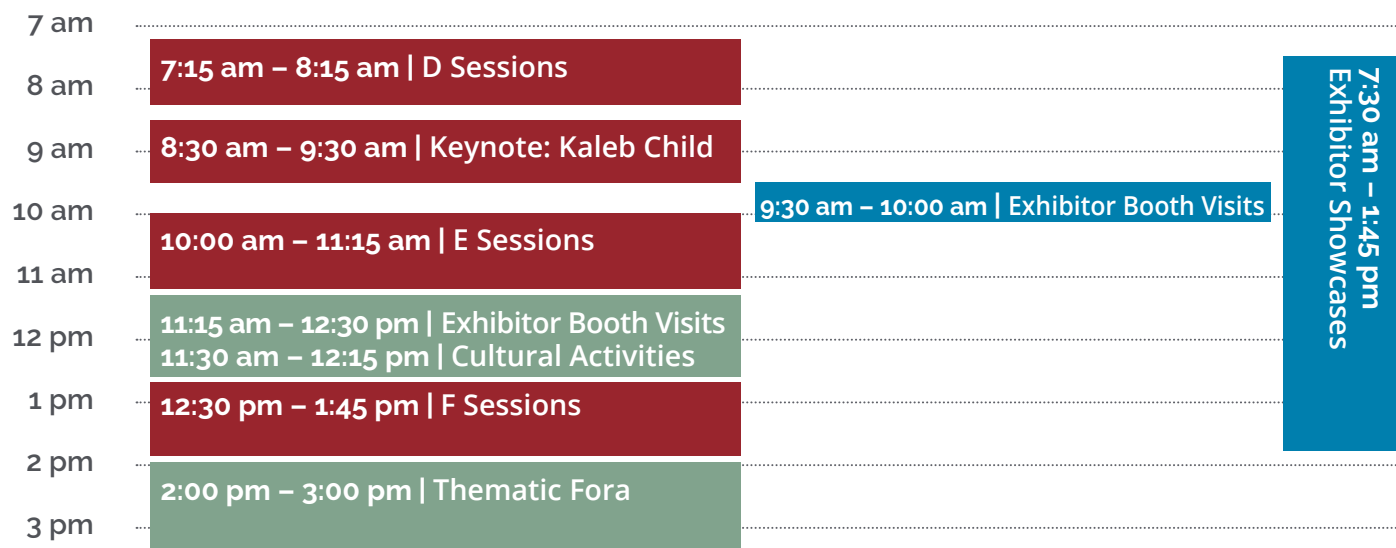 7 am
8 am
9 am
10 am
11 am
12 pm
1 pm
2 pm
3 pm
7:15 am – 8:15 am | D Sessions
8:30 am – 9:30 am | Keynote: Kaleb Child
10:00 am – 11:15 am | E Sessions
11:15 am – 12:30 pm | Exhibitor Booth Visits
11:30 am – 12:15 pm | Cultural Activities
12:30 pm – 1:45 pm | F Sessions
2:00 pm – 3:00 pm | Thematic Fora
9:30 am – 10:00 am | Exhibitor Booth Visits
7:30 am – 1:45 pm
Exhibitor Showcases